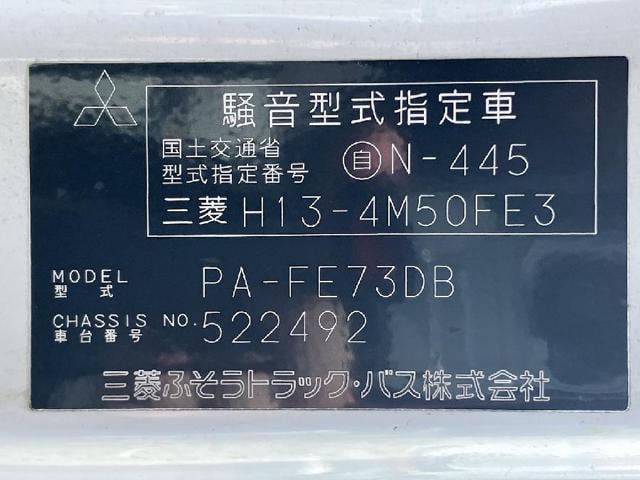 騒音型式指定車
国土交通省
型式指定番号
自N-445
三菱 H13-4M50FE3
MODEL
型式
PA-FE73DB
CHASSIS NO.
車台番号
522492
三菱ふそうトラック・バス株式会社